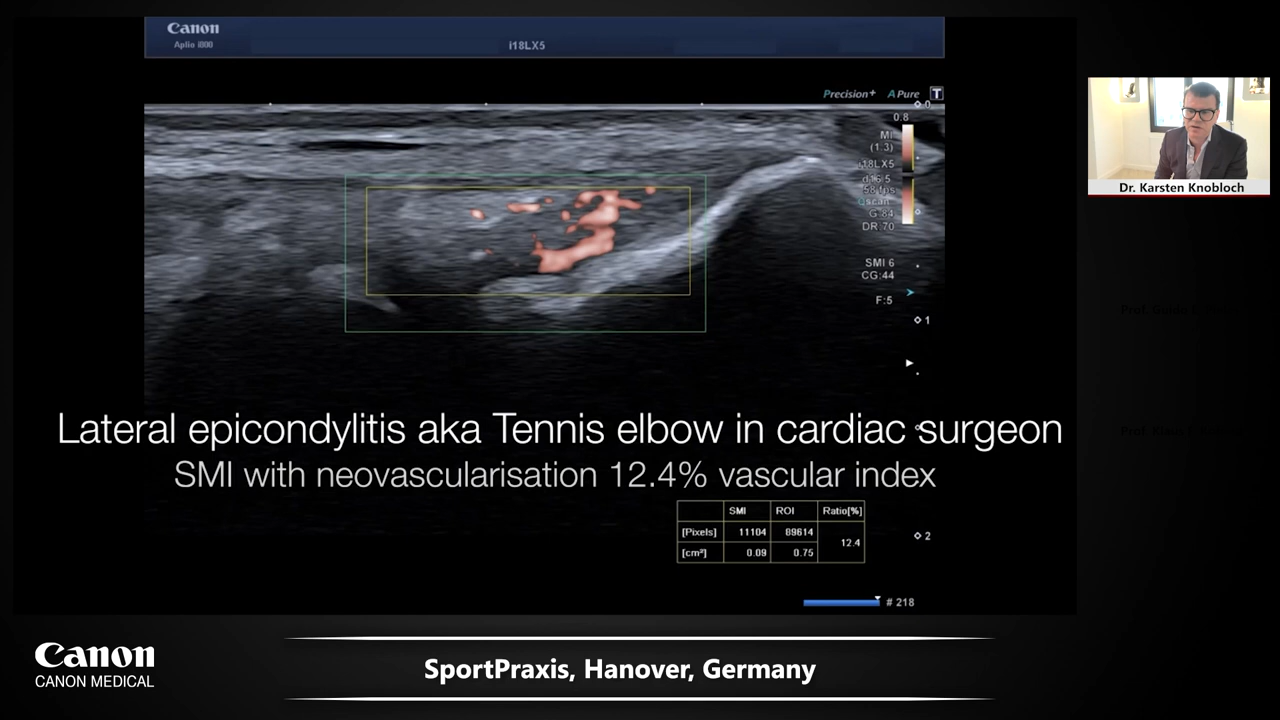 Canon
Aplio i800
i18LX5
Precision+ APure T
0
0.8
MI
(1.3)
i18LX5
58 fps
Qscan
G:84
DR:70
SMI 6
CG:44
F:5
1
Dr. Karsten Knobloch
Lateral epicondylitis aka Tennis elbow in cardiac surgeon
SMI with neovascularisation 12.4% vascular index
SMI ROI Ratio[%]
[Pixels] 11104 89614 12.4
[cm²] 0.09 0.75
2
# 218
Canon
CANON MEDICAL
SportPraxis, Hanover, Germany